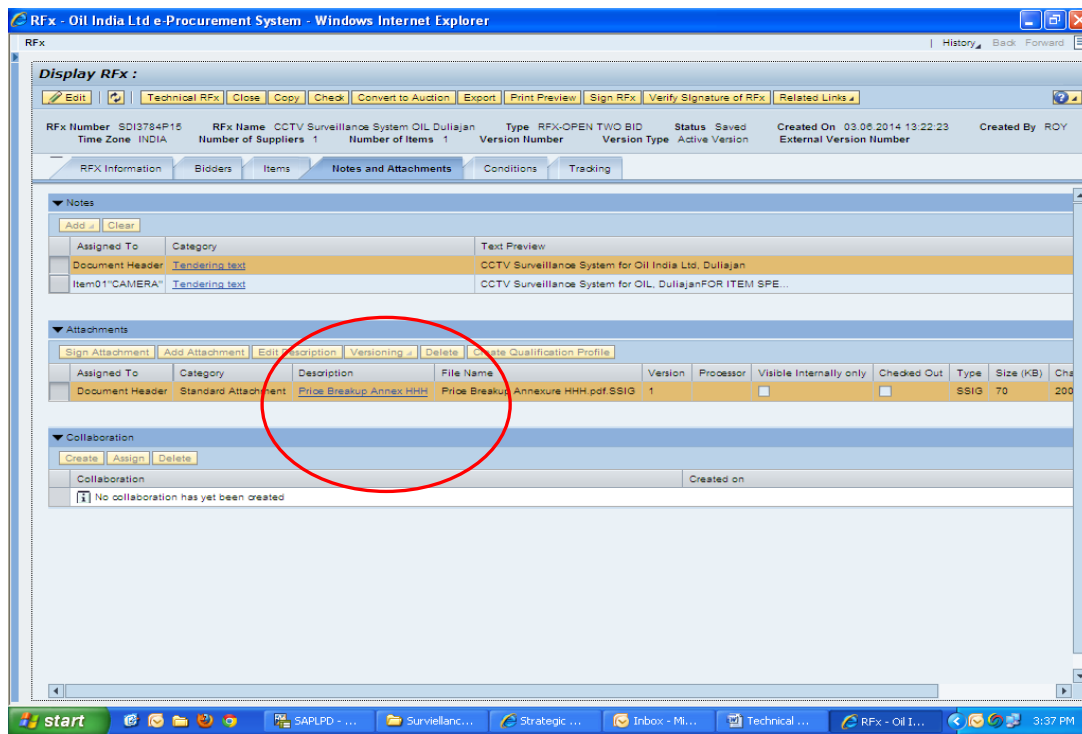 RFx - Oil India Ltd e-Procurement System - Windows Internet Explorer
RFx | History Back Forward
Display RFx :
Edit | Technical RFx Close Copy Check Convert to Auction Export Print Preview Sign RFx Verify Signature of RFx Related Links
RFx Number SDI3784P15 RFx Name CCTV Surveillance System OIL Duliajan Type RFX-OPEN TWO BID Status Saved Created On 03.06.2014 13:22:23 Created By ROY
Time Zone INDIA Number of Suppliers 1 Number of Items 1 Version Number Version Type Active Version External Version Number
RFX Information Bidders Items Notes and Attachments Conditions Tracking
Notes
Add Clear
Assigned To Category Text Preview
Document Header Tendering text CCTV Surveillance System for Oil India Ltd, Duliajan
Item01"CAMERA" Tendering text CCTV Surveillance System for OIL, DuliajanFOR ITEM SPE...
Attachments
Sign Attachment Add Attachment Edit Description Versioning Delete Create Qualification Profile
Assigned To Category Description File Name Version Processor Visible Internally only Checked Out Type Size (KB) Cha
Document Header Standard Attachment Price Breakup Annex HHH Price Breakup Annexure HHH.pdf.SSIG 1 SSIG 70 200
Collaboration
Create Assign Delete
Collaboration Created on
No collaboration has yet been created
start SAPLPD - ... Surviellanc... Strategic ... Inbox - Mi... Technical ... RFx - Oil I... 3:37 PM